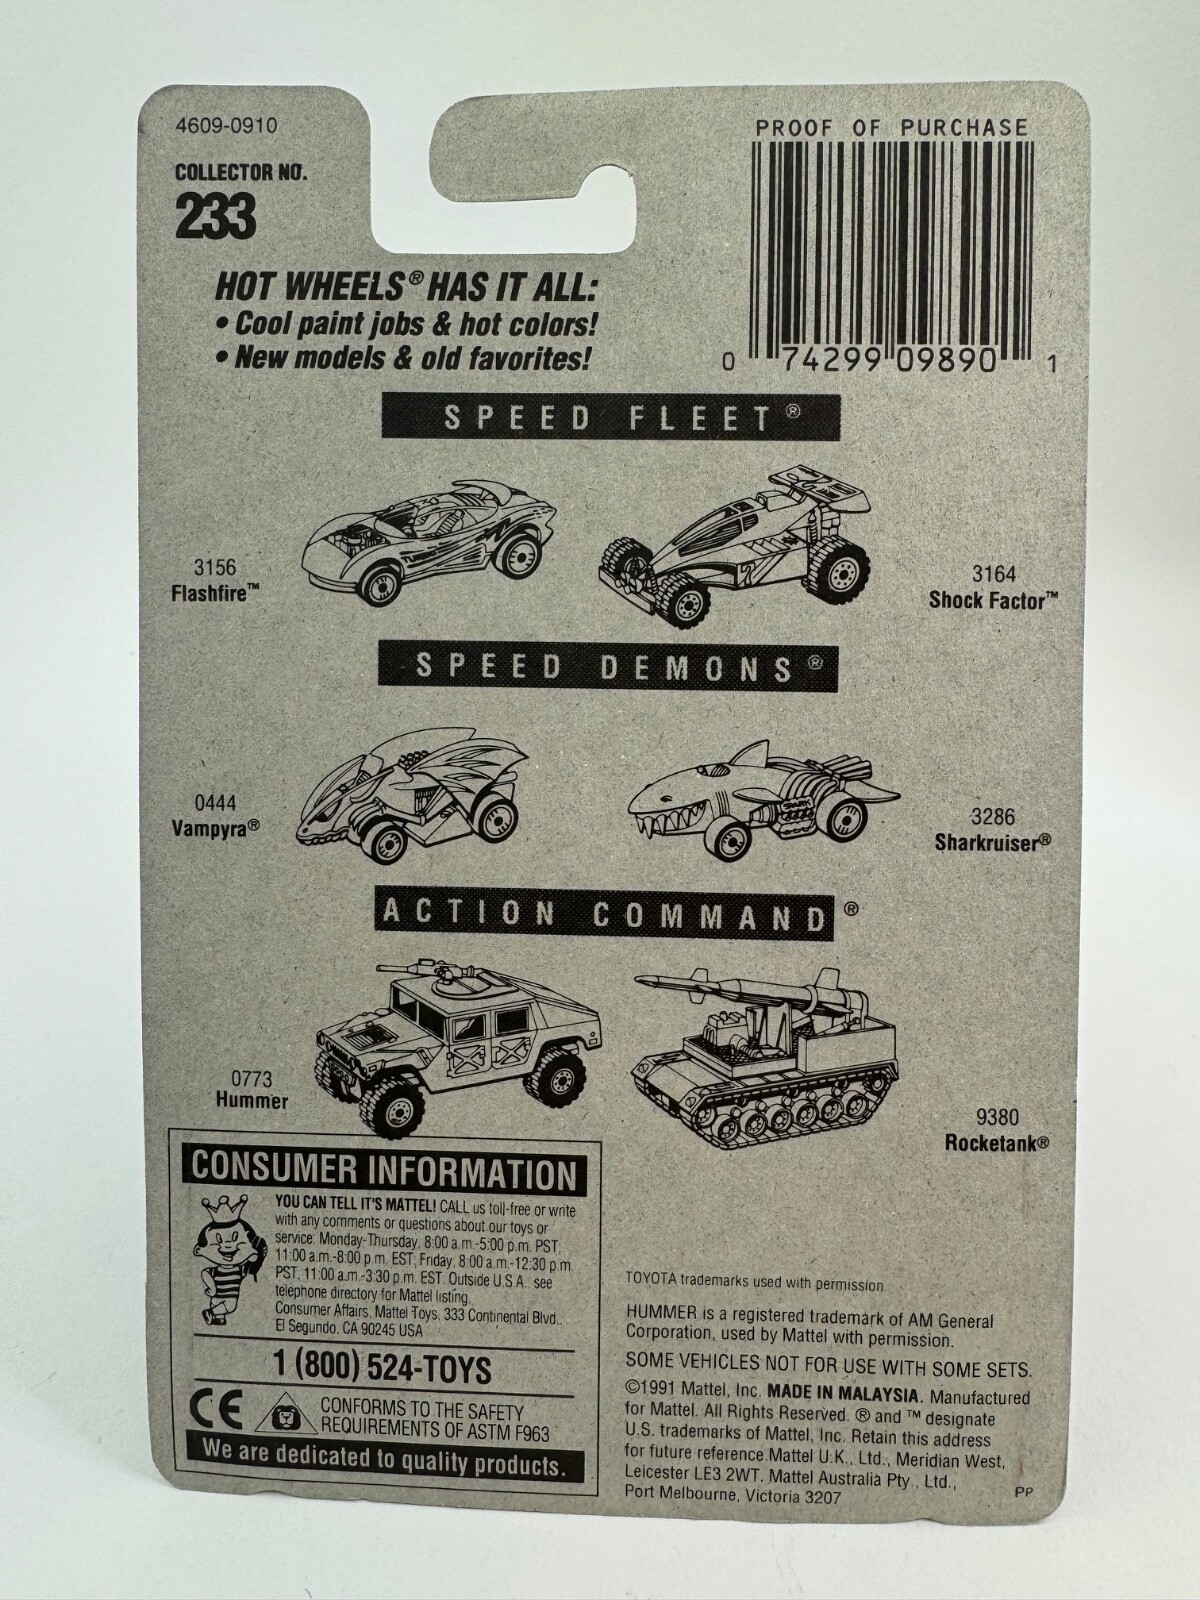 4609-0910
COLLECTOR NO.
233
PROOF OF PURCHASE
0 74299 09890 1
HOT WHEELS® HAS IT ALL:
• Cool paint jobs & hot colors!
• New models & old favorites!
SPEED FLEET®
3156
Flashfire™
3164
Shock Factor™
SPEED DEMONS®
0444
Vampyra®
SHARK
3286
Sharkruiser®
ACTION COMMAND®
0773
Hummer
9380
Rocketank®
CONSUMER INFORMATION
YOU CAN TELL IT'S MATTEL! CALL us toll-free or write
with any comments or questions about our toys or
service: Monday-Thursday, 8:00 a.m.-5:00 p.m. PST,
11:00 a.m.-8:00 p.m. EST; Friday, 8:00 a.m.-12:30 p.m.
PST, 11:00 a.m.-3:30 p.m. EST. Outside U.S.A., see
telephone directory for Mattel listing.
Consumer Affairs, Mattel Toys, 333 Continental Blvd.,
El Segundo, CA 90245 USA
1 (800) 524-TOYS
CE
CONFORMS TO THE SAFETY
REQUIREMENTS OF ASTM F963
We are dedicated to quality products.
TOYOTA trademarks used with permission
HUMMER is a registered trademark of AM General
Corporation, used by Mattel with permission.
SOME VEHICLES NOT FOR USE WITH SOME SETS.
©1991 Mattel, Inc. MADE IN MALAYSIA. Manufactured
for Mattel. All Rights Reserved. ® and ™ designate
U.S. trademarks of Mattel, Inc. Retain this address
for future reference. Mattel U.K., Ltd., Meridian West,
Leicester LE3 2WT. Mattel Australia Pty., Ltd.,
Port Melbourne, Victoria 3207
PP